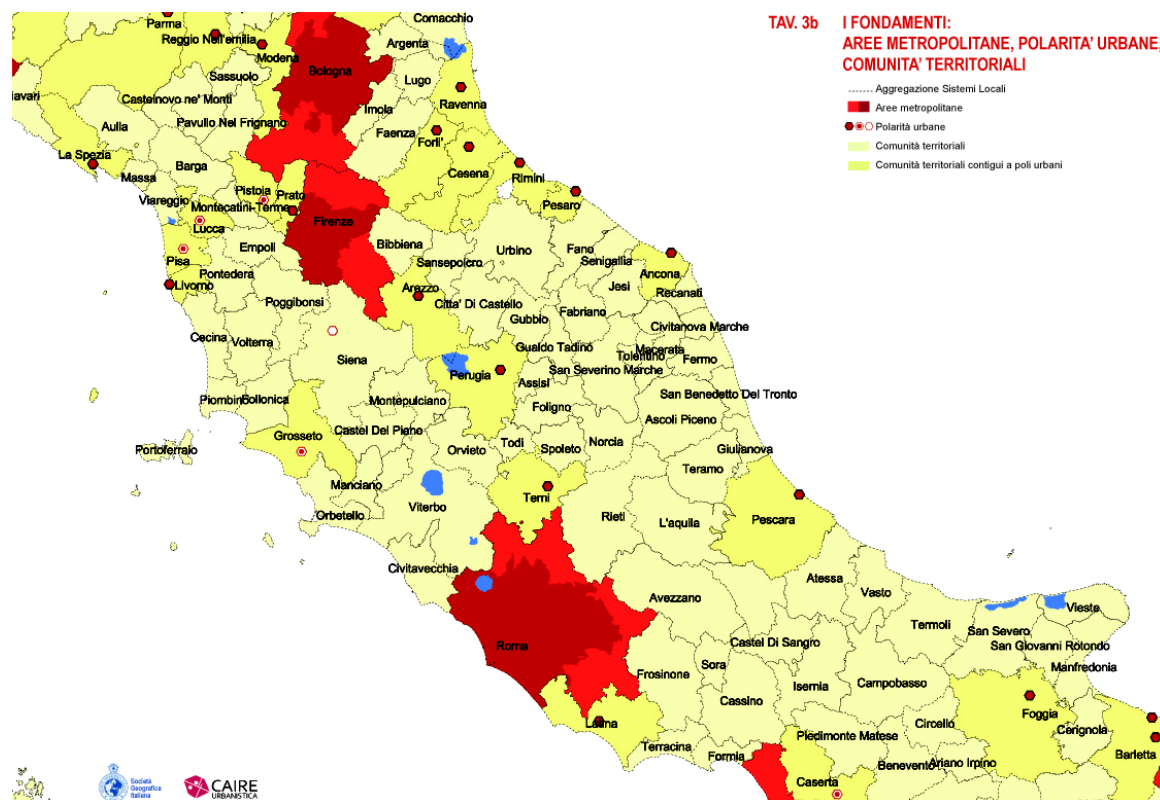 TAV. 3b I FONDAMENTI:
AREE METROPOLITANE, POLARITA' URBANE,
COMUNITA' TERRITORIALI
Aggregazione Sistemi Locali
Aree metropolitane
Polarità urbane
Comunità territoriali
Comunità territoriali contigui a poli urbani
Comacchio
Parma
Reggio Nell'emilia
Argenta
Modena
Bologna
Sassuolo
Lugo
Castelnovo ne' Monti
Ravenna
Imola
Pavullo Nel Frignano
Aulla
Faenza
Forli'
La Spezia
Barga
Cesena
Massa
Rimini
Pistoia
Prato
Viareggio
Montecatini-Terme
Pesaro
Lucca
Firenze
Empoli
Bibbiena
Urbino
Fano
Senigallia
Pisa
Sansepolcro
Pontedera
Ancona
Livorno
Arezzo
Jesi
Recanati
Poggibonsi
Citta' Di Castello
Fabriano
Gubbio
Civitanova Marche
Cecina
Volterra
Gualdo Tadino
Macerata
Tolentino
Siena
Fermo
Perugia
San Severino Marche
Assisi
San Benedetto Del Tronto
Piombino
Follonica
Montepulciano
Foligno
Ascoli Piceno
Castel Del Piano
Grosseto
Todi
Norcia
Portoferraio
Orvieto
Spoleto
Giulianova
Teramo
Manciano
Terni
Viterbo
Orbetello
Rieti
L'aquila
Pescara
Civitavecchia
Atessa
Avezzano
Vasto
Vieste
Termoli
San Severo
Roma
Castel Di Sangro
San Giovanni Rotondo
Sora
Manfredonia
Frosinone
Isernia
Campobasso
Cassino
Foggia
Latina
Circello
Piedimonte Matese
Cerignola
Terracina
Formia
Benevento
Ariano Irpino
Barletta
Caserta
Società
Geografica
Italiana
CAIRE
URBANISTICA